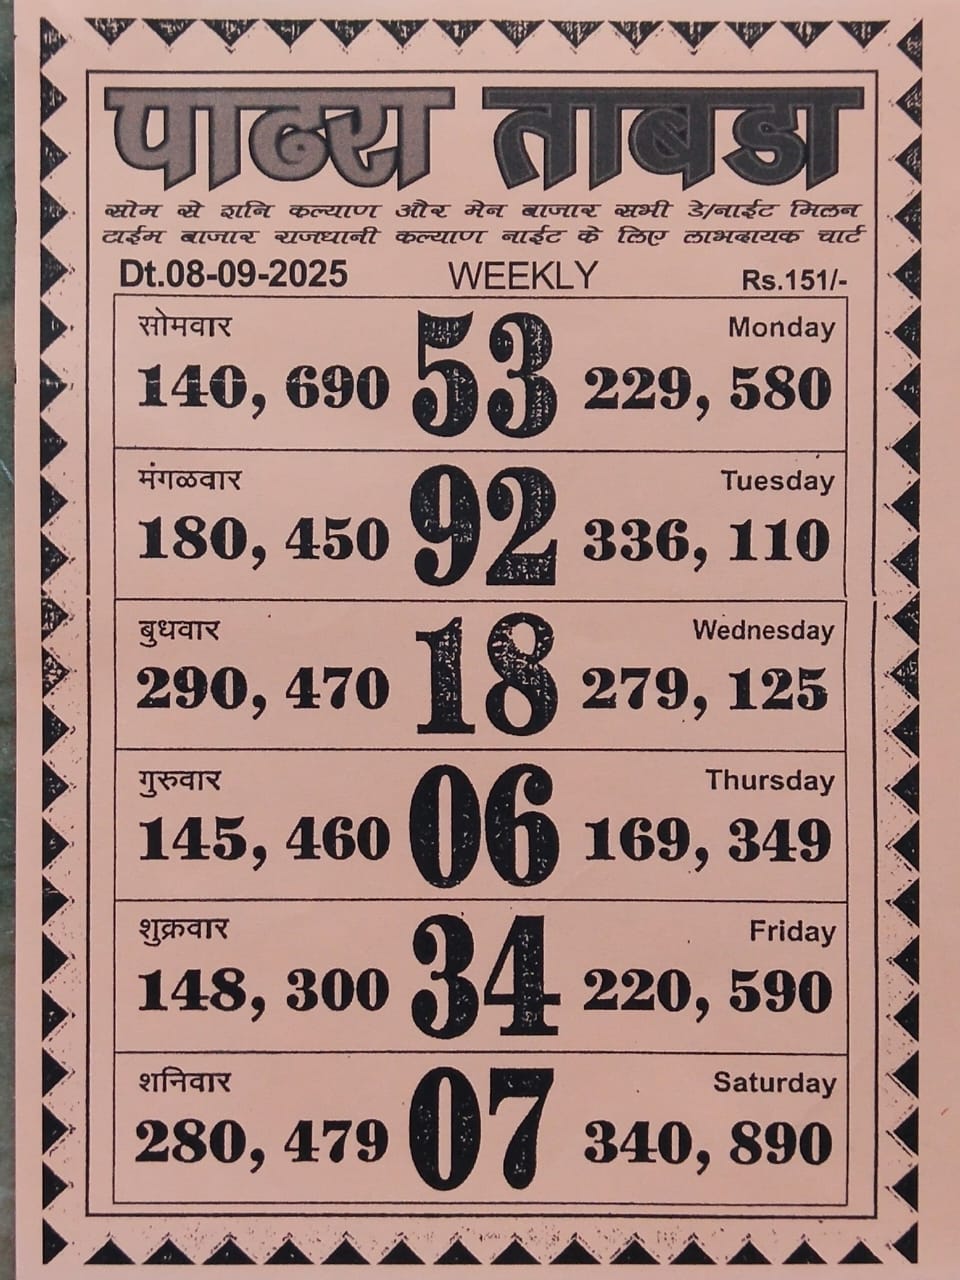 पाढरा ताबडा
सोम से शनि कल्याण और मेन बाजार सभी डे/नाईट मिलन
टाईम बाजार राजधानी कल्याण नाईट के लिए लाभदायक चार्ट
Dt.08-09-2025 WEEKLY Rs.151/-
सोमवार Monday
140, 690 53 229, 580
मंगळवार Tuesday
180, 450 92 336, 110
बुधवार Wednesday
290, 470 18 279, 125
गुरुवार Thursday
145, 460 06 169, 349
शुक्रवार Friday
148, 300 34 220, 590
शनिवार Saturday
280, 479 07 340, 890